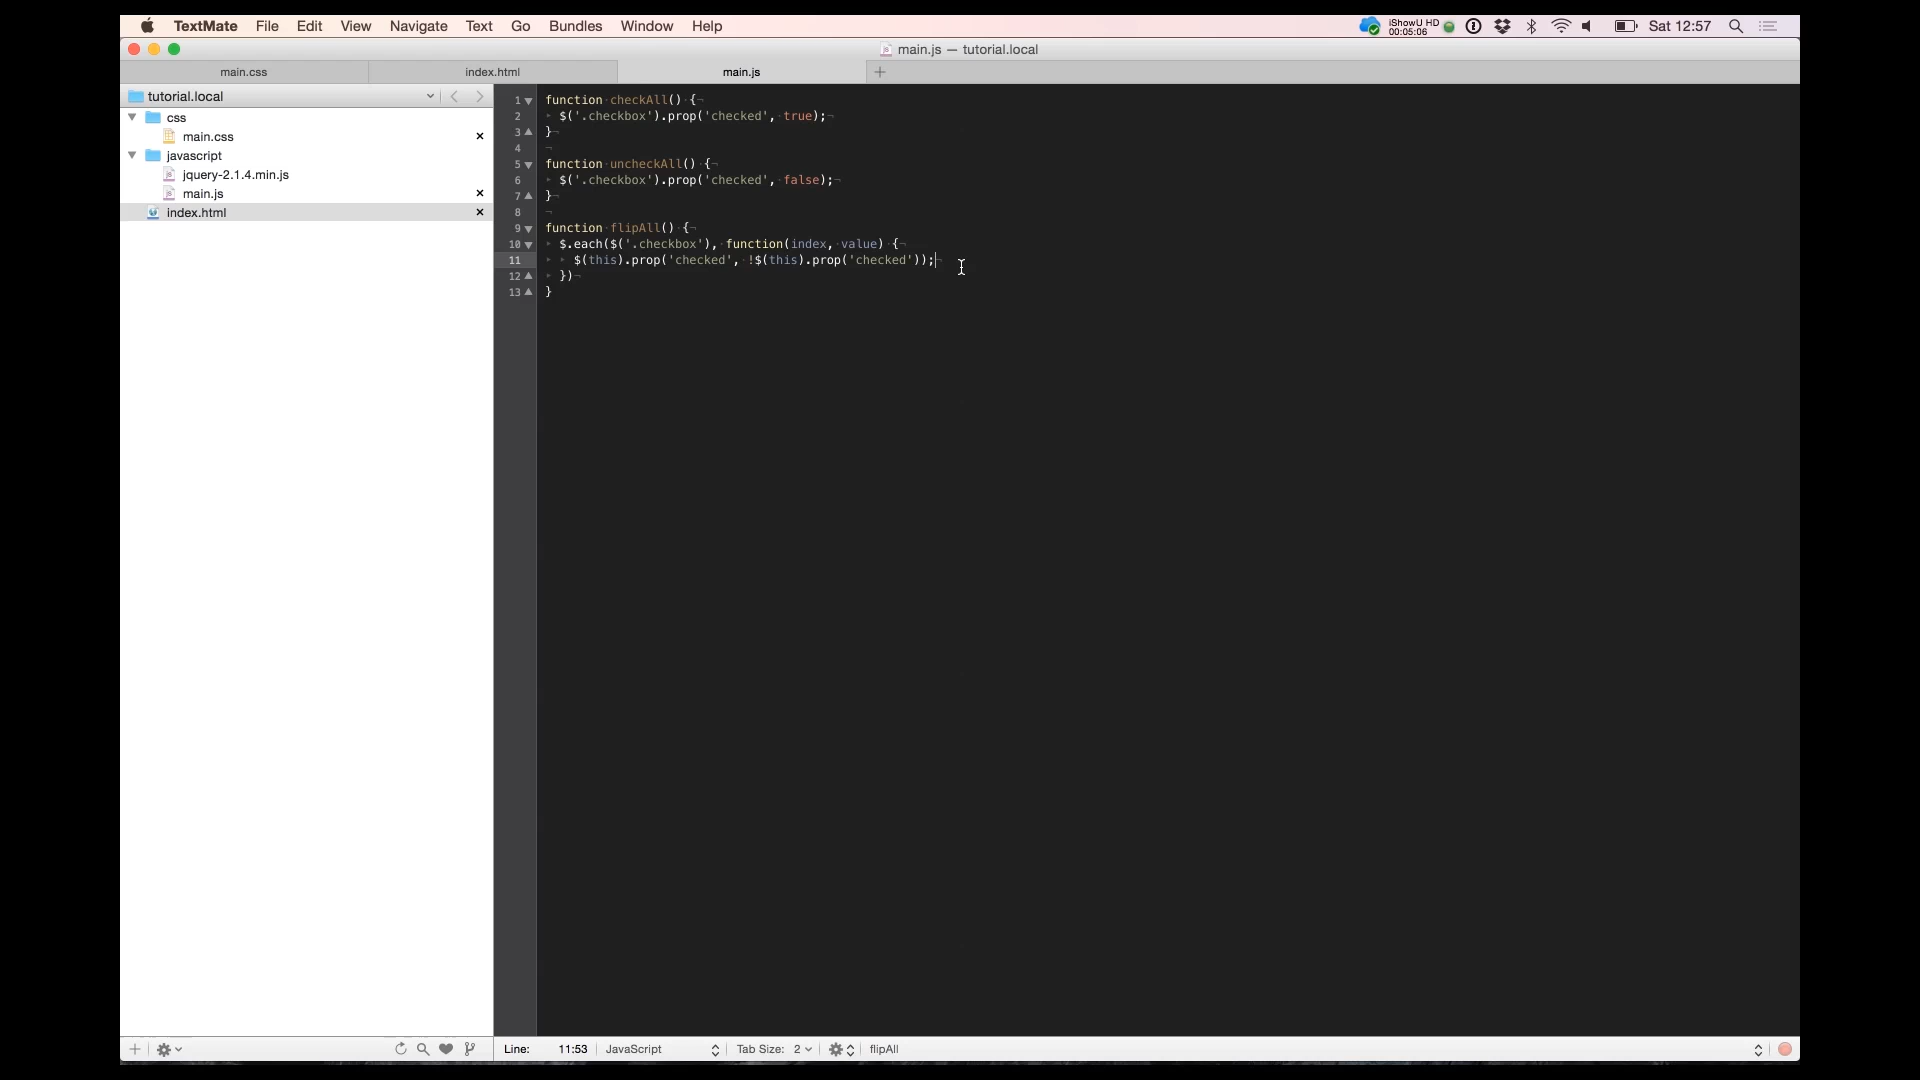 TextMate File Edit View Navigate Text Go Bundles Window Help iShowU HD 00:05:06 Sat 12:57
main.js — tutorial.local
main.css index.html main.js
tutorial.local
css
main.css
javascript
jquery-2.1.4.min.js
main.js
index.html
1 function checkAll() {
2 $('.checkbox').prop('checked', true);
3 }
4
5 function uncheckAll() {
6 $('.checkbox').prop('checked', false);
7 }
8
9 function flipAll() {
10 $.each($('.checkbox'), function(index, value) {
11 $(this).prop('checked', !$(this).prop('checked'));
12 })
13 }
Line: 11:53 JavaScript Tab Size: 2 flipAll